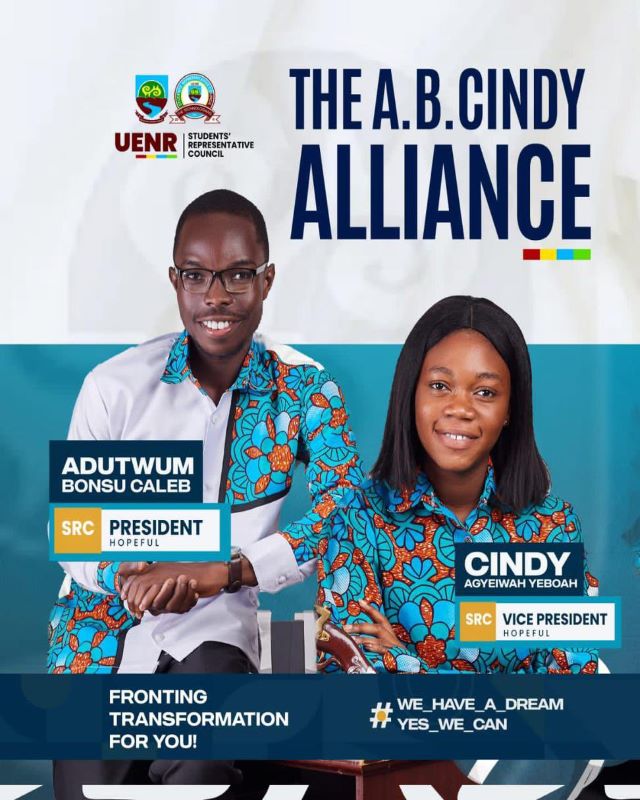 UENR
STUDENTS'
REPRESENTATIVE
COUNCIL
THE A.B.CINDY
ALLIANCE
ADUTWUM
BONSU CALEB
SRC
PRESIDENT
HOPEFUL
CINDY
AGYEIWAH YEBOAH
SRC
VICE PRESIDENT
HOPEFUL
FRONTING
TRANSFORMATION
FOR YOU!
#WE_HAVE_A_DREAM
YES_WE_CAN